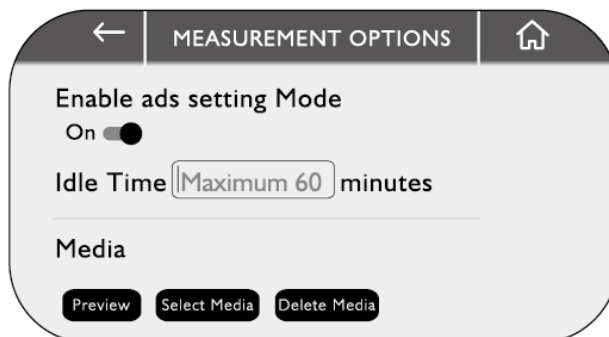 MEASUREMENT OPTIONS
Enable ads setting Mode
On
Idle Time Maximum 60 minutes
Media
Preview Select Media Delete Media